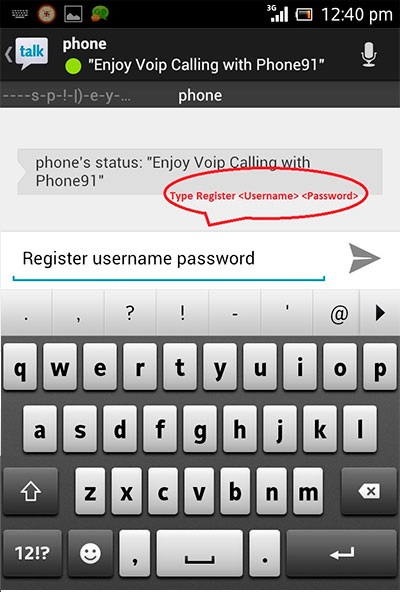 3G 12:40 pm
talk
phone
"Enjoy Voip Calling with Phone91"
----s-p-!-|)-e-y-... phone
phone's status: "Enjoy Voip Calling with
Phone91"
Type Register <Username> <Password>
Register username password
. , ? ! - ' @
q w e r t y u i o p
a s d f g h j k l
z x c v b n m
12!? , .